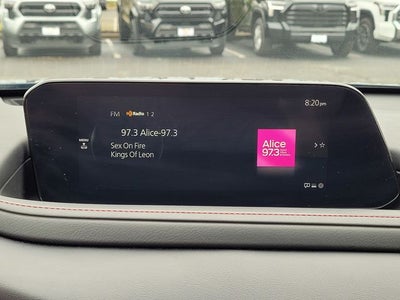 8:20pm
FM HD Radio 1 2
97.3 Alice-97.3
MENU
Sex On Fire
Kings Of Leon
Alice
97.3